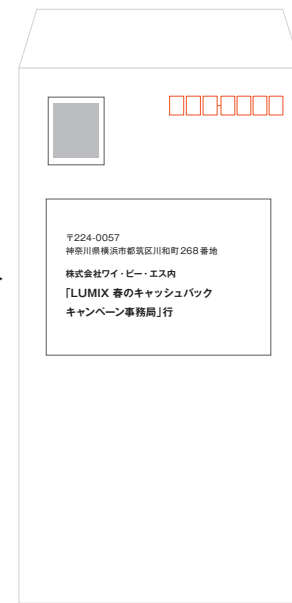 〒224-0057
神奈川県横浜市都筑区川和町268番地
株式会社ワイ・ビー・エス内
「LUMIX 春のキャッシュバック
キャンペーン事務局」行